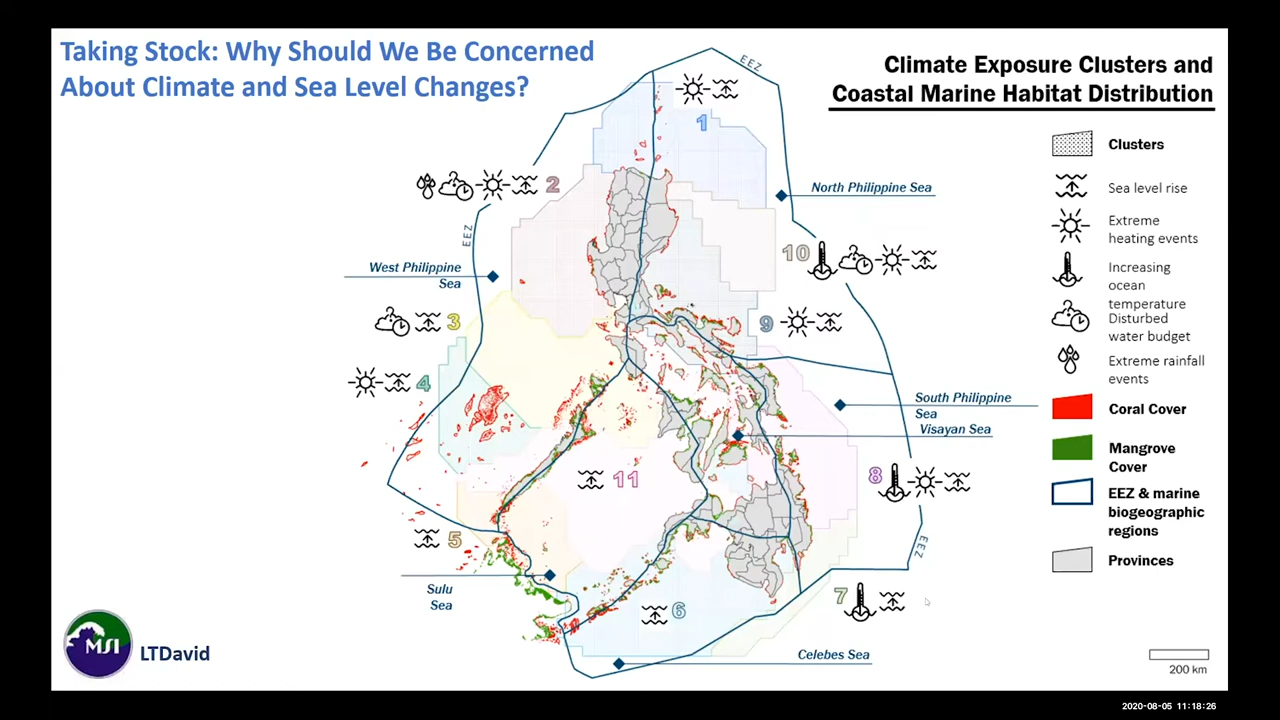 Taking Stock: Why Should We Be Concerned
About Climate and Sea Level Changes?
Climate Exposure Clusters and
Coastal Marine Habitat Distribution
EEZ
1
2
North Philippine Sea
EEZ
10
West Philippine
Sea
3
9
4
South Philippine
Sea
Visayan Sea
11
8
5
EEZ
Sulu
Sea
7
6
Celebes Sea
Clusters
Sea level rise
Extreme
heating events
Increasing
ocean
temperature
Disturbed
water budget
Extreme rainfall
events
Coral Cover
Mangrove
Cover
EEZ & marine
biogeographic
regions
Provinces
200 km
MSI
LTDavid
2020-08-05 11:18:26